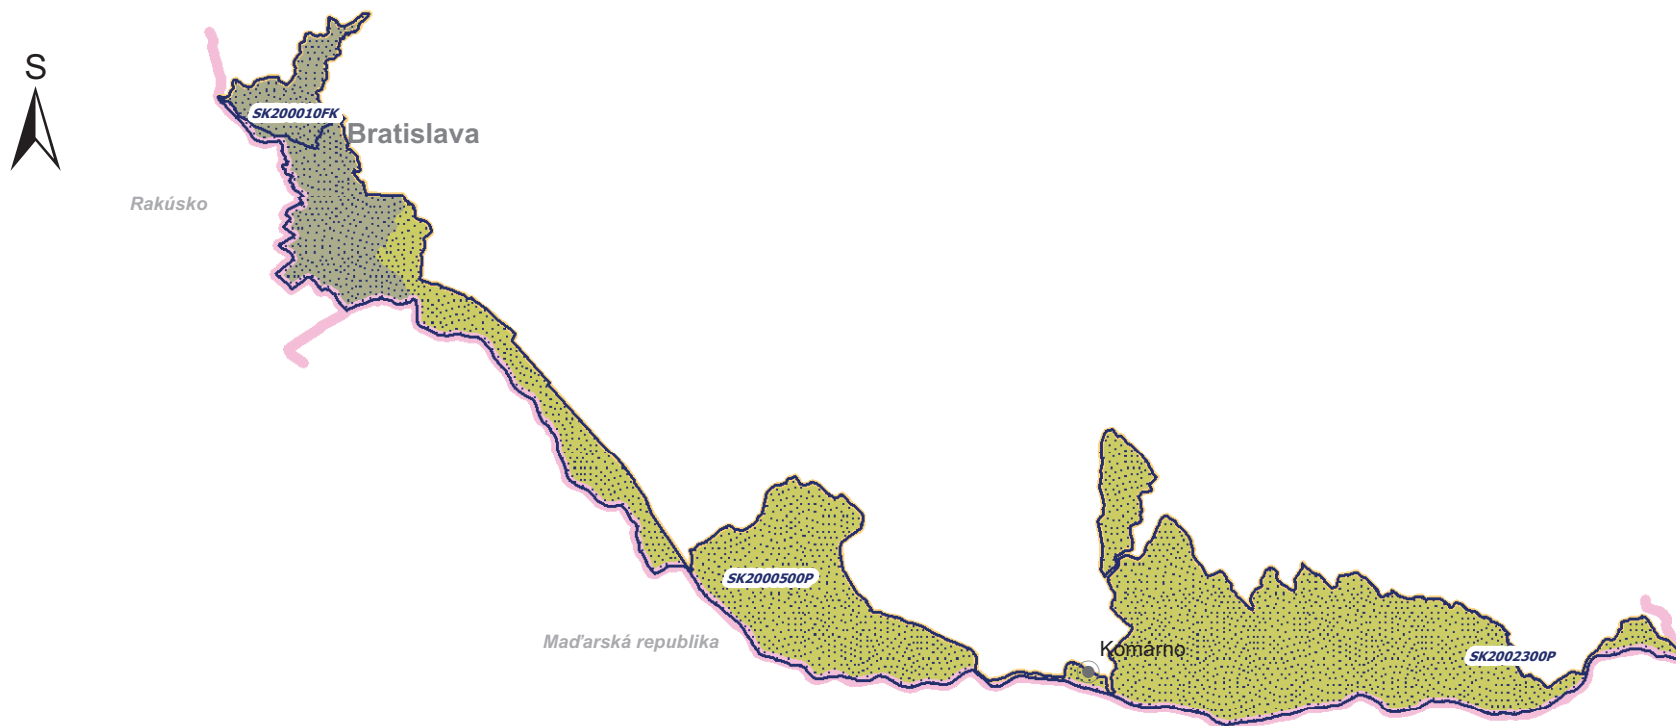 S
SK200010FK
Bratislava
Rakúsko
SK2000500P
Maďarská republika
Komárno
SK2002300P